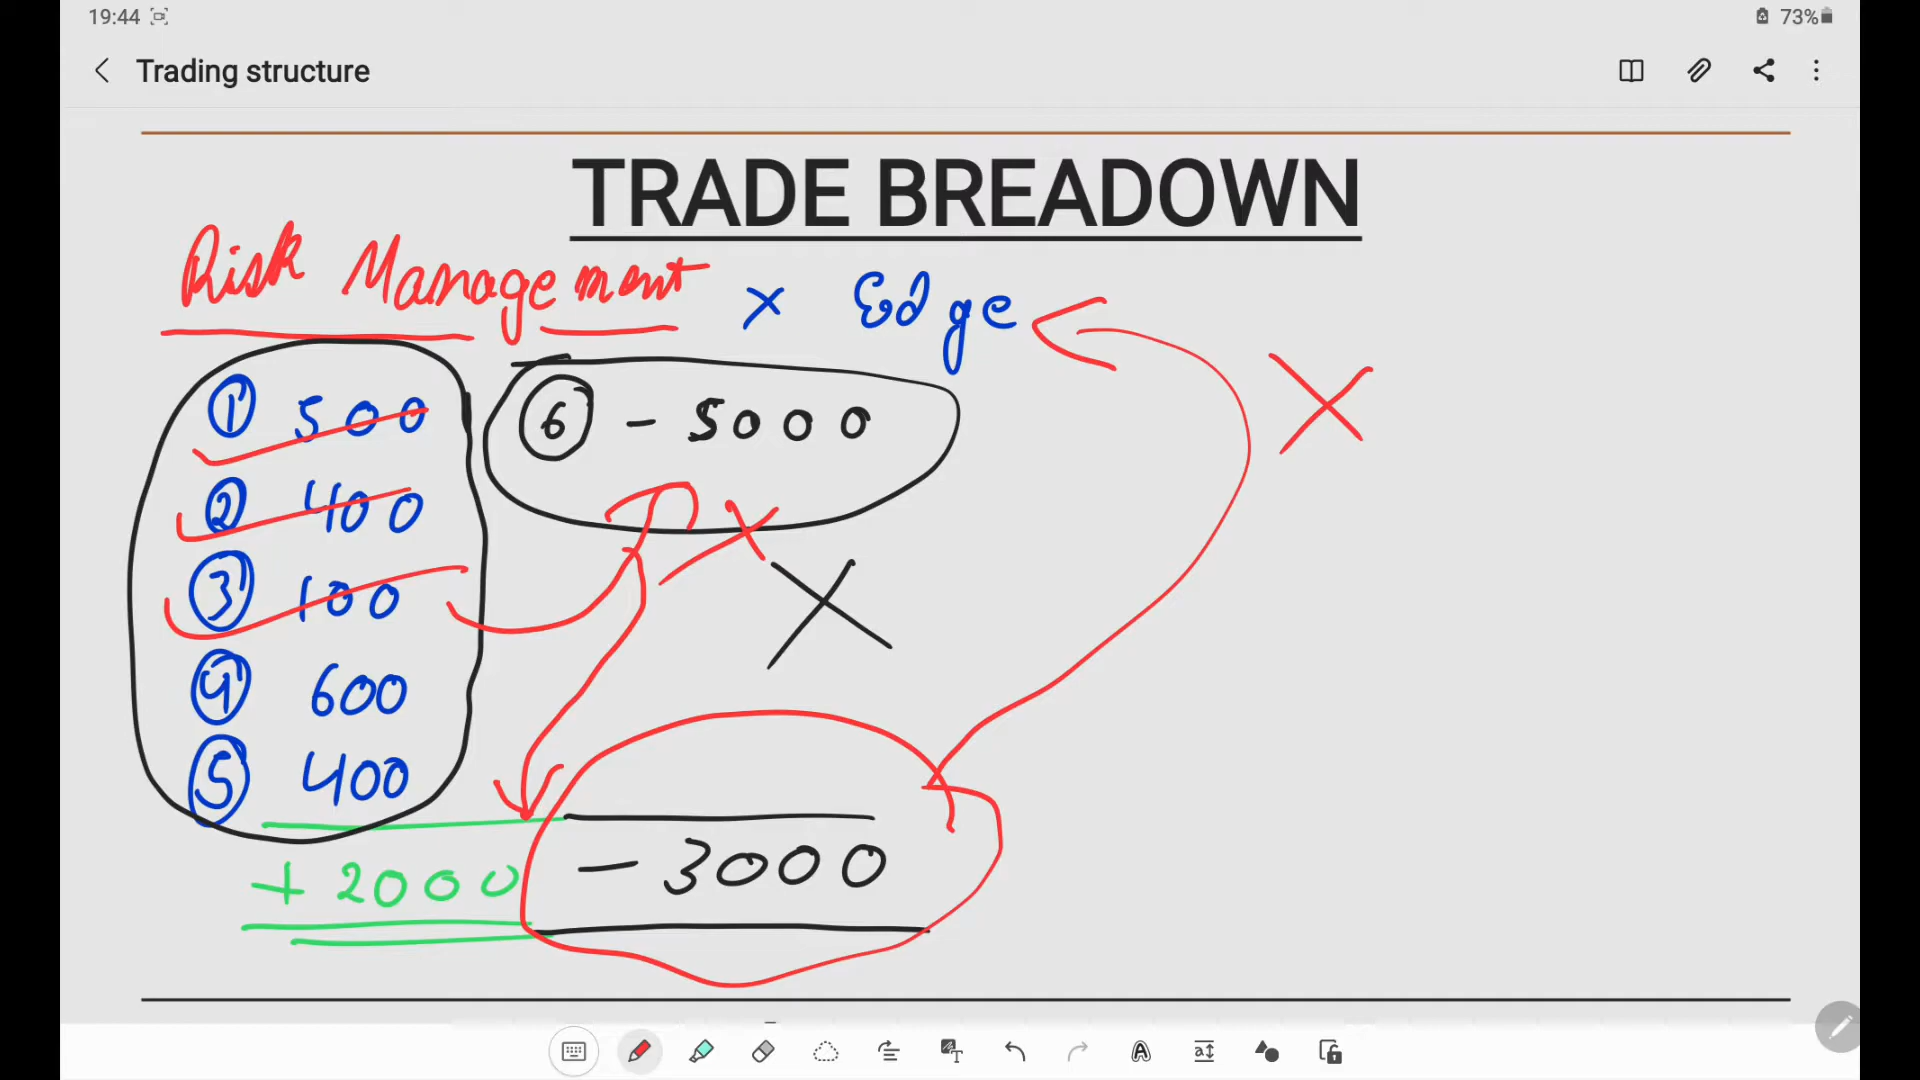 19:44 73%
Trading structure
TRADE BREADOWN
Risk Management × Edge
① 500
② 400
③ 100
④ 600
⑤ 400
+ 2000
⑥ - 5000
- 3000